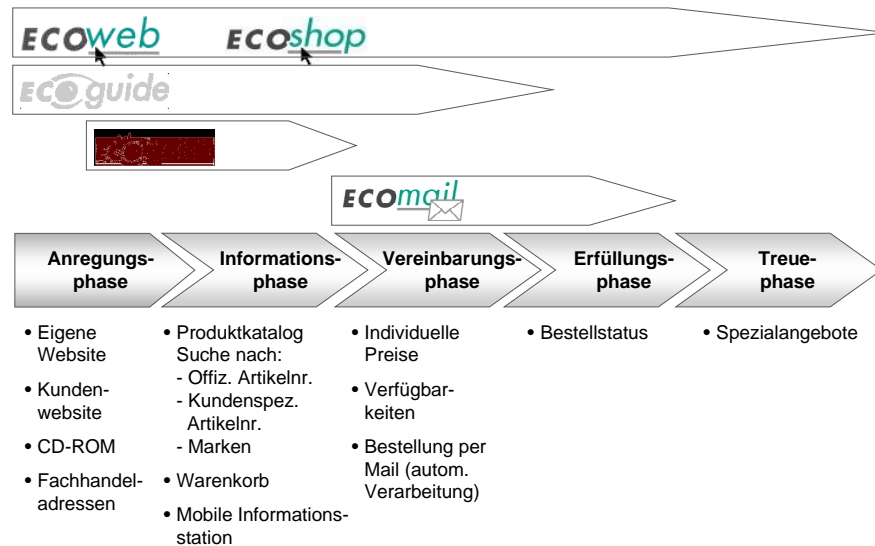 ECOweb ECOshop
ECOguide
ECOmail
Anregungs-
phase
Informations-
phase
Vereinbarungs-
phase
Erfüllungs-
phase
Treue-
phase
• Eigene
Website
• Kunden-
website
• CD-ROM
• Fachhandel-
adressen
• Produktkatalog
Suche nach:
- Offiz. Artikelnr.
- Kundenspez.
Artikelnr.
- Marken
• Warenkorb
• Mobile Informations-
station
• Individuelle
Preise
• Verfügbar-
keiten
• Bestellung per
Mail (autom.
Verarbeitung)
• Bestellstatus
• Spezialangebote